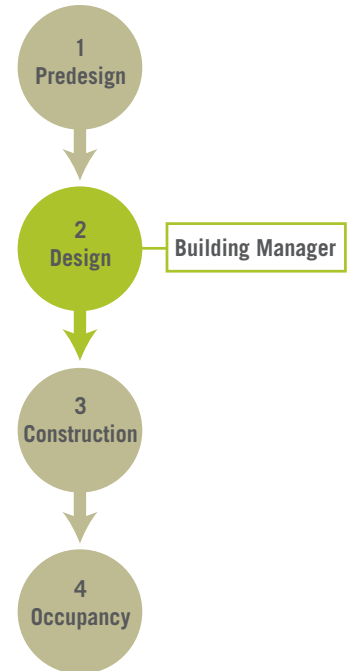 1
Predesign
2
Design
Building Manager
3
Construction
4
Occupancy